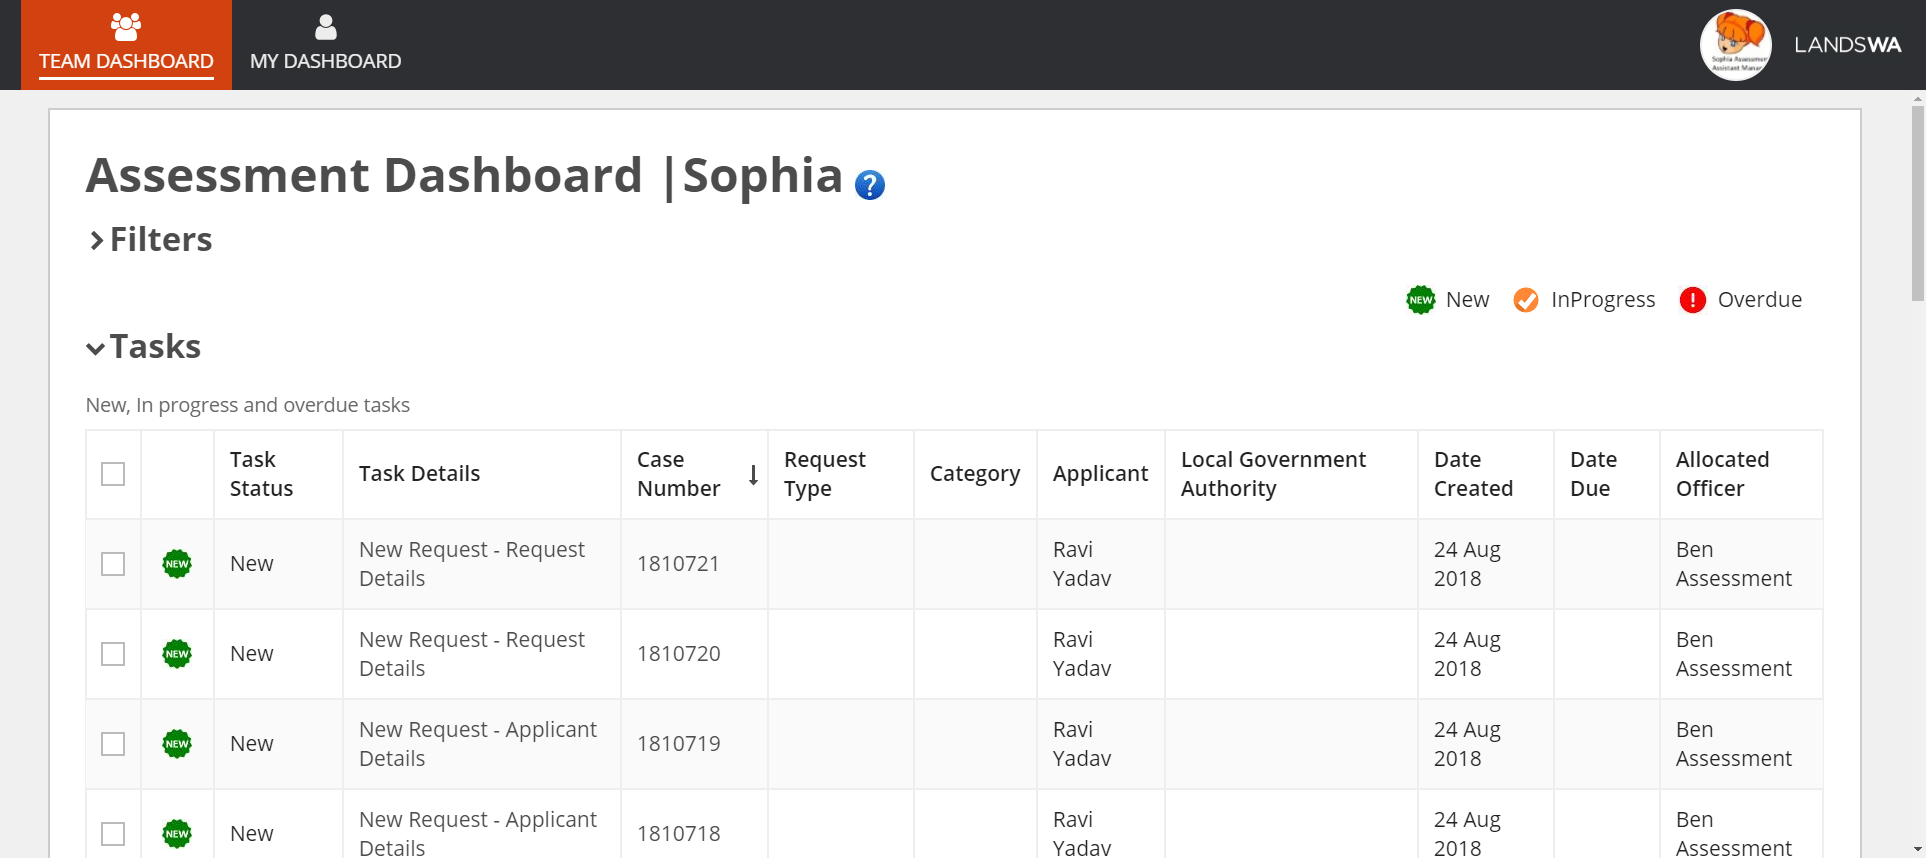 TEAM DASHBOARD
MY DASHBOARD
Sophia Assessment
Assistant Manar
LANDSWA
Assessment Dashboard |Sophia ?
Filters
NEW New
InProgress
! Overdue
Tasks
New, In progress and overdue tasks
Task Status
Task Details
Case Number
Request Type
Category
Applicant
Local Government Authority
Date Created
Date Due
Allocated Officer
NEW New New Request - Request Details 1810721 Ravi Yadav 24 Aug 2018 Ben Assessment
NEW New New Request - Request Details 1810720 Ravi Yadav 24 Aug 2018 Ben Assessment
NEW New New Request - Applicant Details 1810719 Ravi Yadav 24 Aug 2018 Ben Assessment
NEW New New Request - Applicant Details 1810718 Ravi Yadav 24 Aug 2018 Ben Assessment